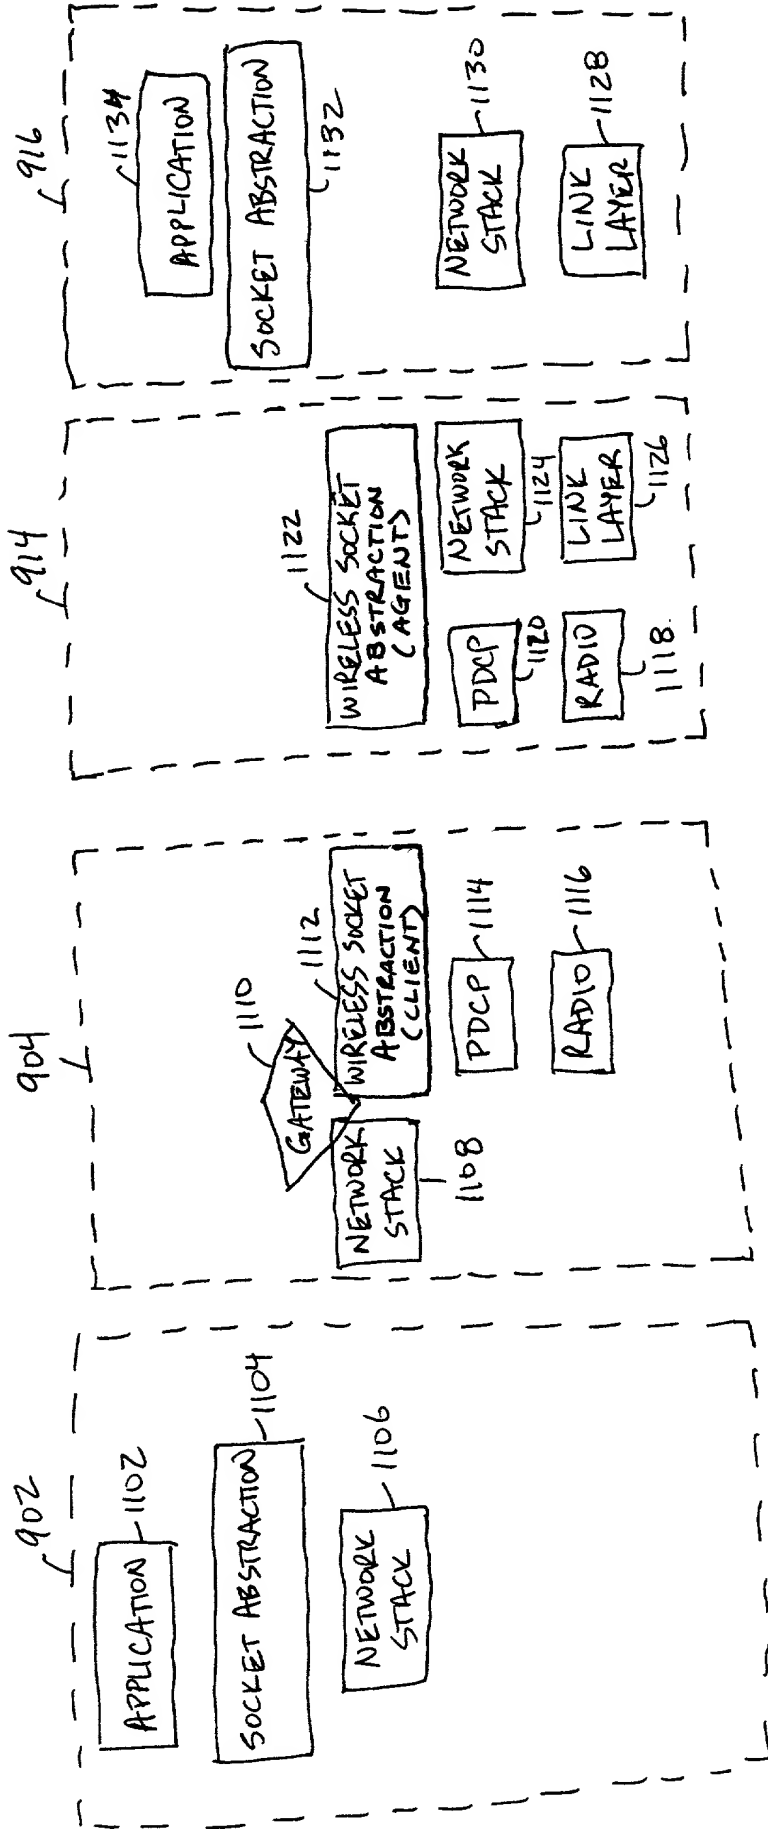 902
APPLICATION
1102
SOCKET ABSTRACTION
1104
NETWORK
STACK
1106
904
GATEWAY
1110
NETWORK
STACK
1108
WIRELESS SOCKET
ABSTRACTION
(CLIENT)
1112
PDCP
1114
RADIO
1116
914
WIRELESS SOCKET
ABSTRACTION
(AGENT)
1122
PDCP
1120
NETWORK
STACK
1124
RADIO
1118
LINK
LAYER
1126
916
APPLICATION
1134
SOCKET ABSTRACTION
1132
NETWORK
STACK
1130
LINK
LAYER
1128